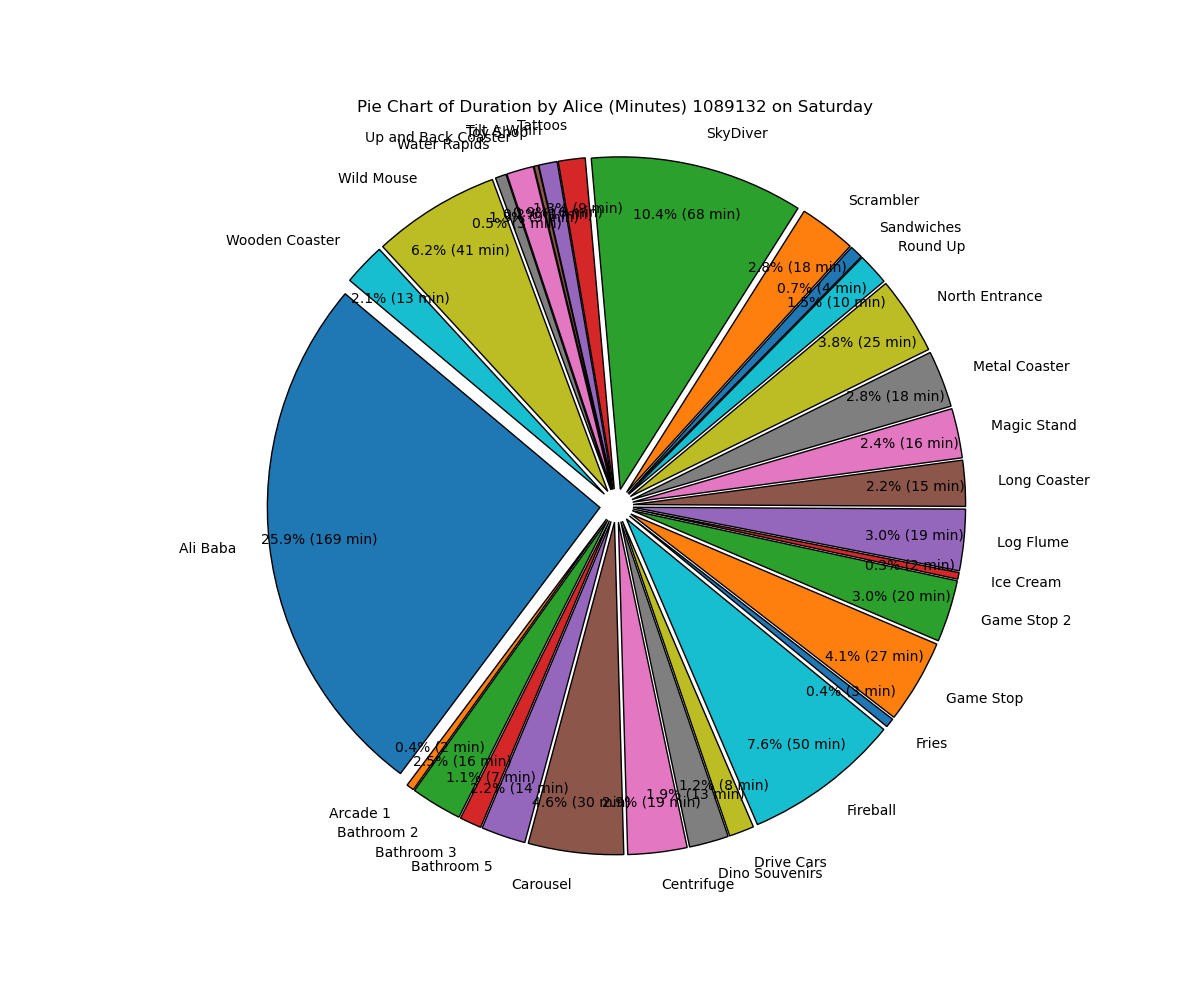 Pie Chart of Duration by Alice (Minutes) 1089132 on Saturday
Tattoos
SkyDiver
Up and Back Coaster
Water Rapids
Wild Mouse
Scrambler
Sandwiches
Round Up
Wooden Coaster
North Entrance
Metal Coaster
Magic Stand
Long Coaster
Log Flume
Ice Cream
Game Stop 2
Game Stop
Fries
Fireball
Drive Cars
Dino Souvenirs
Centrifuge
Carousel
Bathroom 5
Bathroom 3
Bathroom 2
Arcade 1
Ali Baba
10.4% (68 min)
6.2% (41 min)
2.1% (13 min)
25.9% (169 min)
2.8% (18 min)
0.7% (4 min)
1.5% (10 min)
3.8% (25 min)
2.8% (18 min)
2.4% (16 min)
2.2% (15 min)
3.0% (19 min)
0.3% (2 min)
3.0% (20 min)
4.1% (27 min)
0.4% (3 min)
7.6% (50 min)
1.2% (8 min)
1.9% (13 min)
2.9% (19 min)
4.6% (30 min)
2.2% (14 min)
1.1% (7 min)
2.5% (16 min)
0.4% (2 min)
0.5% (3 min)